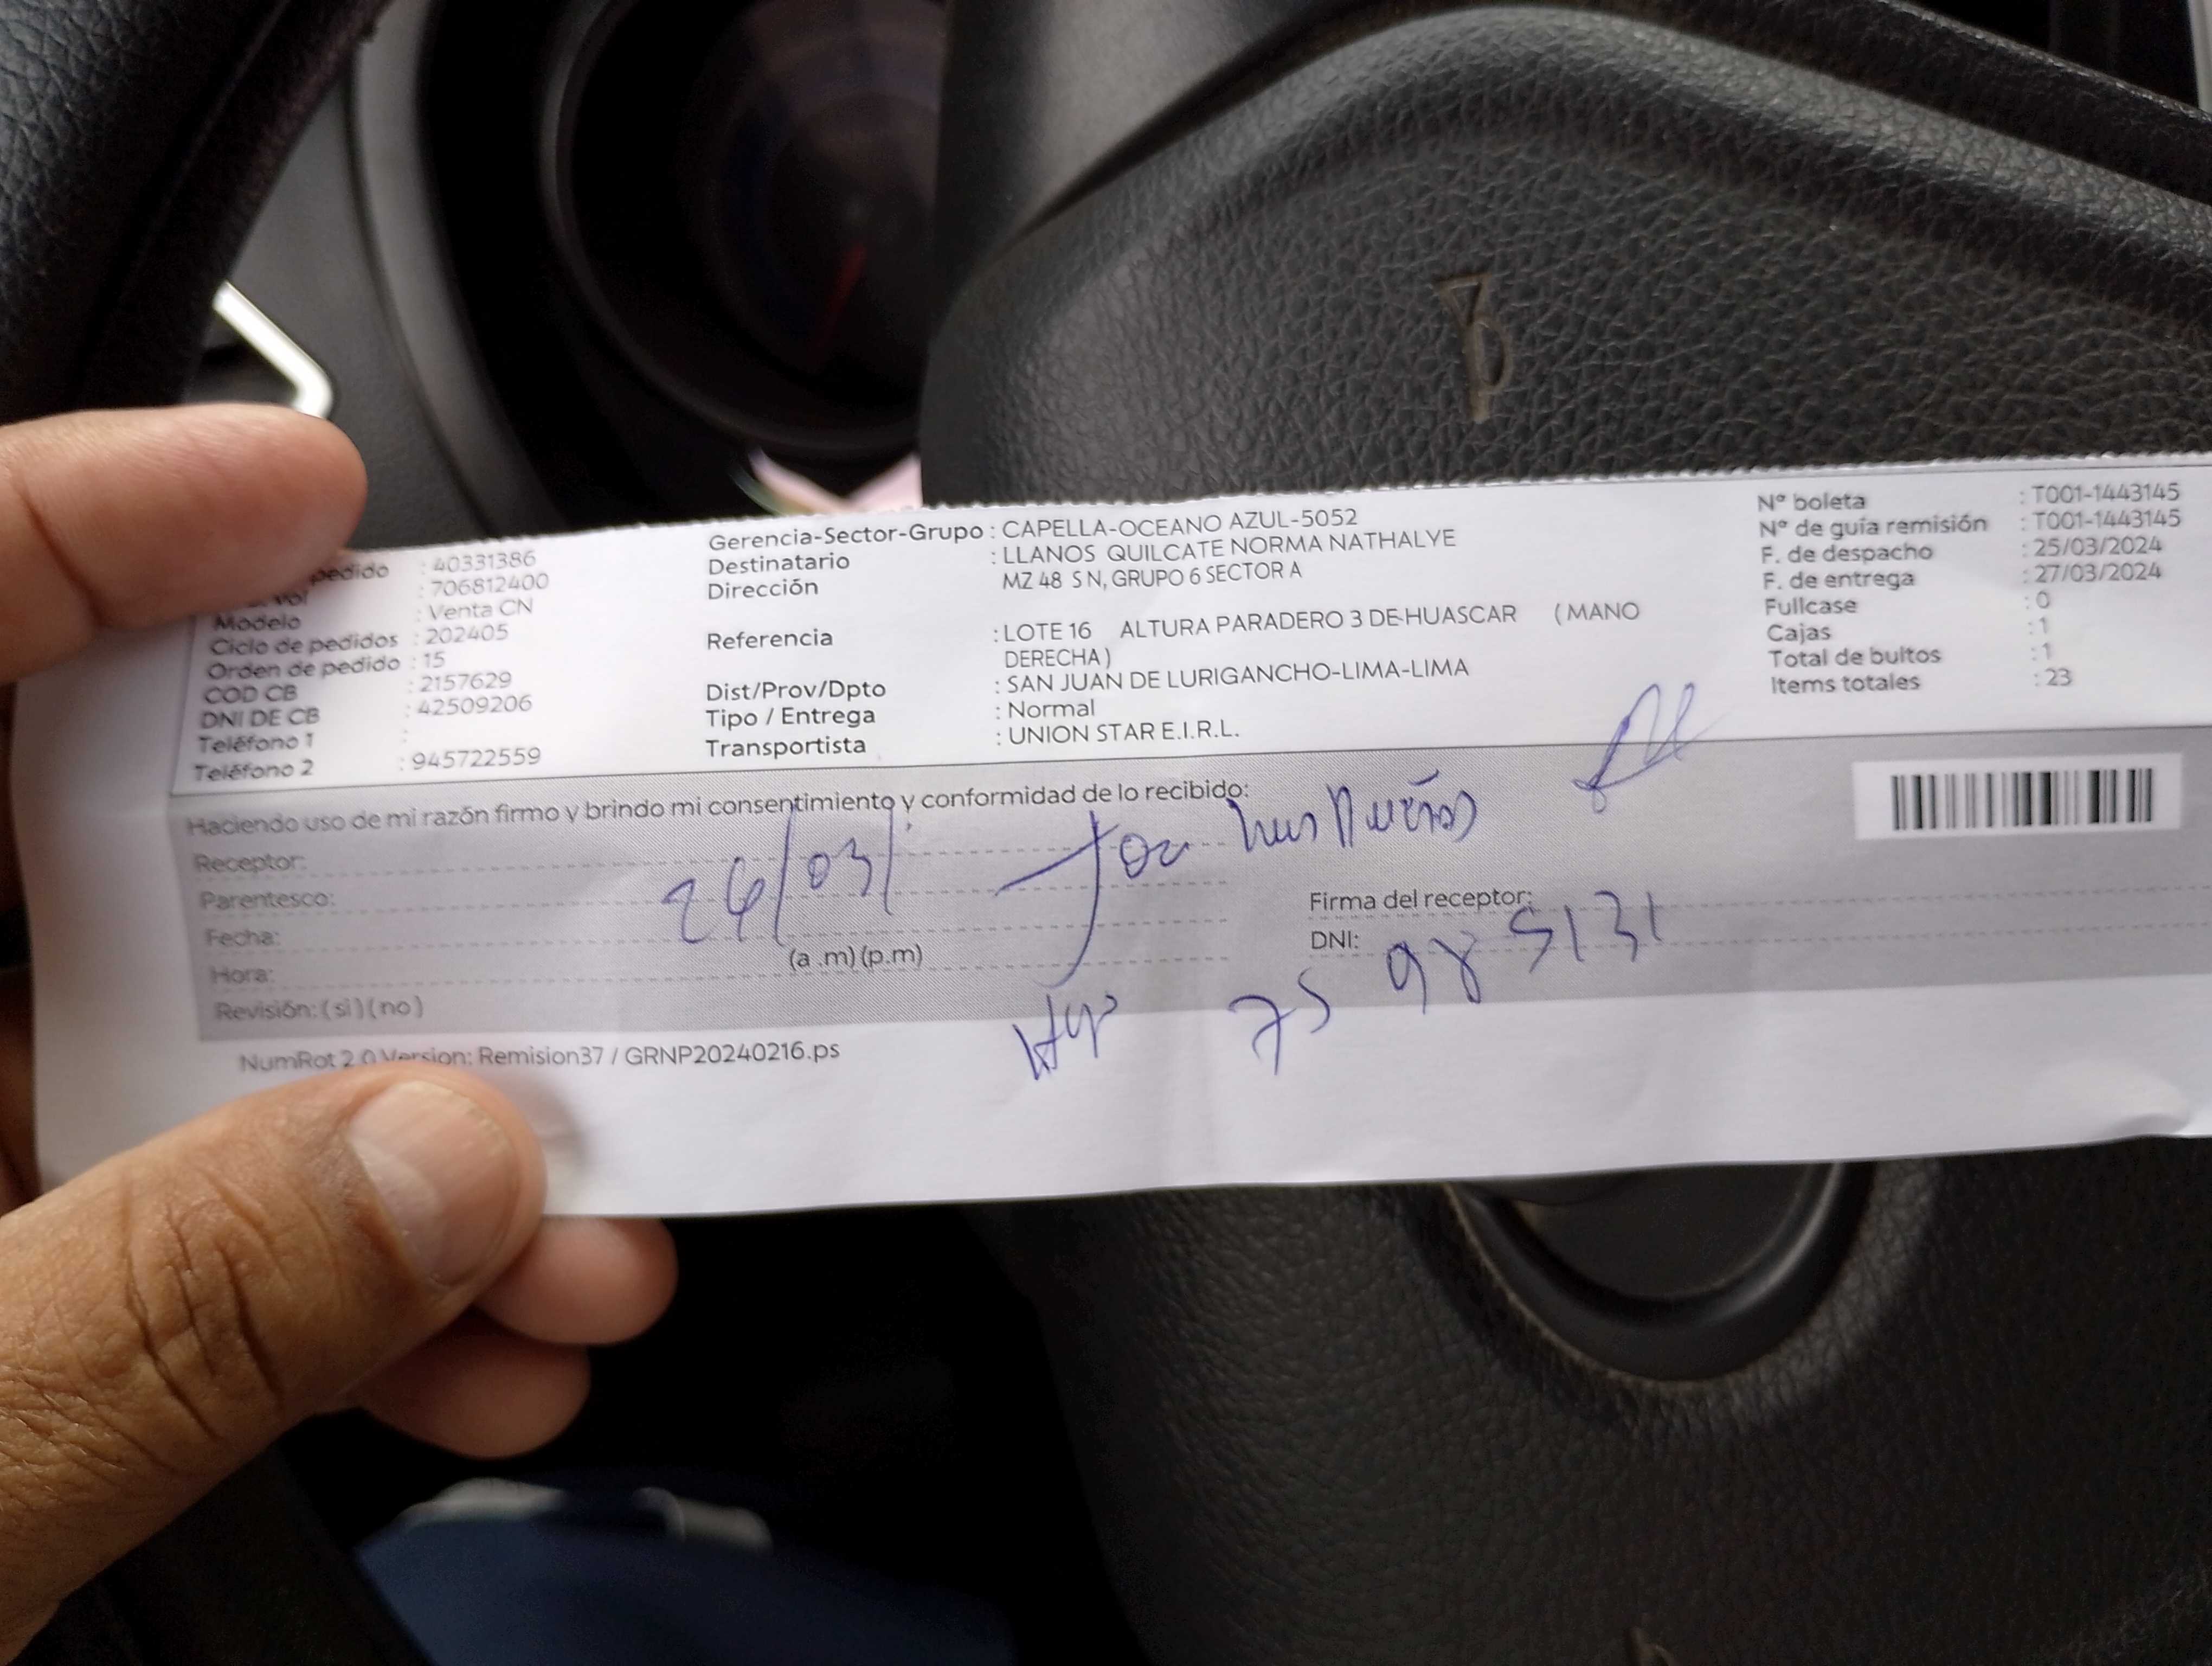 pedido : 40331386
: 706812400
Modelo : Venta CN
Ciclo de pedidos : 202405
Orden de pedido : 15
COD CB : 2157629
DNI DE CB : 42509206
Teléfono 1 :
Teléfono 2 : 945722559
Gerencia-Sector-Grupo : CAPELLA-OCEANO AZUL-5052
Destinatario : LLANOS QUILCATE NORMA NATHALYE
Dirección MZ 48 S N, GRUPO 6 SECTOR A
Referencia : LOTE 16 ALTURA PARADERO 3 DE HUASCAR (MANO
DERECHA)
Dist/Prov/Dpto : SAN JUAN DE LURIGANCHO-LIMA-LIMA
Tipo / Entrega : Normal
Transportista : UNION STAR E.I.R.L.
Nº boleta : T001-1443145
Nº de guía remisión : T001-1443145
F. de despacho : 25/03/2024
F. de entrega : 27/03/2024
Fullcase : 0
Cajas : 1
Total de bultos : 1
Items totales : 23
Haciendo uso de mi razón firmo y brindo mi consentimiento y conformidad de lo recibido:
Receptor:
Parentesco:
Fecha: 26/03/
Hora: (a .m) (p.m)
Revisión: ( si ) ( no )
Firma del receptor:
DNI: 75985131
NumRot 2.0 Version: Remision37 / GRNP20240216.ps